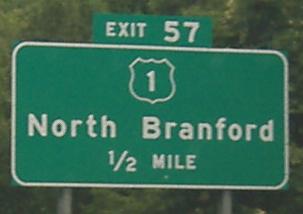 EXIT 57
1
North Branford
1/2 MILE